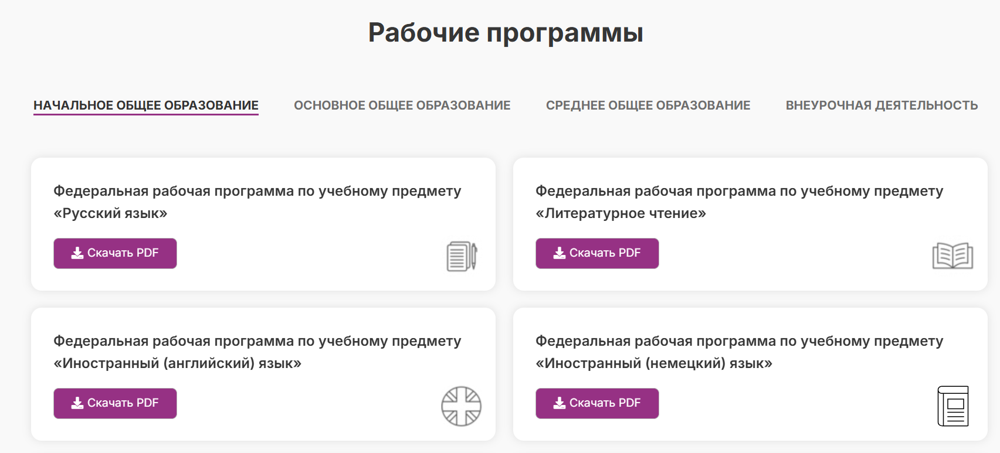 Рабочие программы
НАЧАЛЬНОЕ ОБЩЕЕ ОБРАЗОВАНИЕ
ОСНОВНОЕ ОБЩЕЕ ОБРАЗОВАНИЕ
СРЕДНЕЕ ОБЩЕЕ ОБРАЗОВАНИЕ
ВНЕУРОЧНАЯ ДЕЯТЕЛЬНОСТЬ
Федеральная рабочая программа по учебному предмету
«Русский язык»
Скачать PDF
Федеральная рабочая программа по учебному предмету
«Литературное чтение»
Скачать PDF
Федеральная рабочая программа по учебному предмету
«Иностранный (английский) язык»
Скачать PDF
Федеральная рабочая программа по учебному предмету
«Иностранный (немецкий) язык»
Скачать PDF